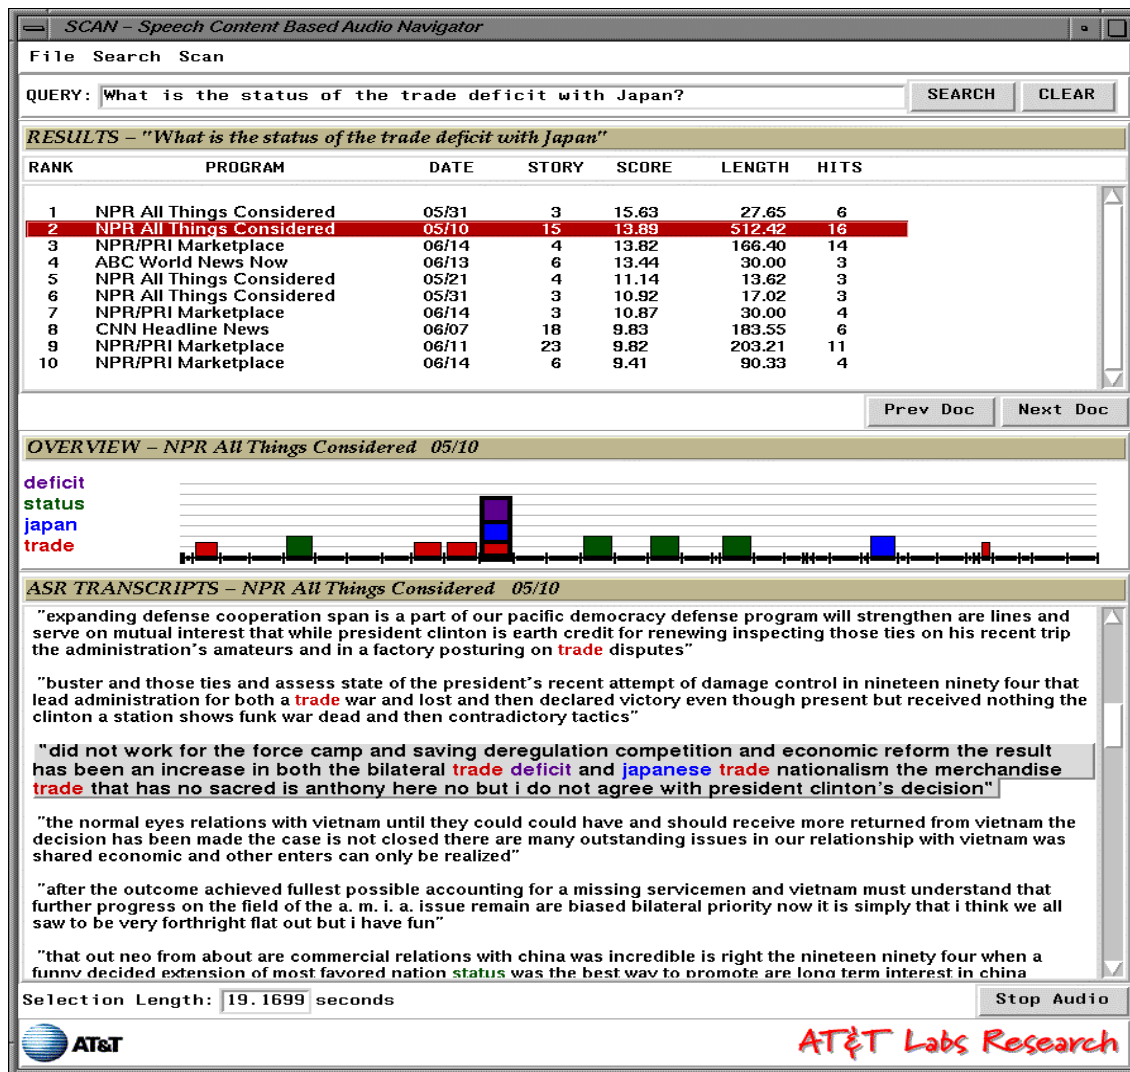 SCAN – Speech Content Based Audio Navigator
File Search Scan
QUERY: What is the status of the trade deficit with Japan? SEARCH CLEAR
RESULTS – "What is the status of the trade deficit with Japan"
RANK PROGRAM DATE STORY SCORE LENGTH HITS
1 NPR All Things Considered 05/31 3 15.63 27.65 6
2 NPR All Things Considered 05/10 15 13.89 512.42 16
3 NPR/PRI Marketplace 06/14 4 13.82 166.40 14
4 ABC World News Now 06/13 6 13.44 30.00 3
5 NPR All Things Considered 05/21 4 11.14 13.62 3
6 NPR All Things Considered 05/31 3 10.92 17.02 3
7 NPR/PRI Marketplace 06/14 3 10.87 30.00 4
8 CNN Headline News 06/07 18 9.83 183.55 6
9 NPR/PRI Marketplace 06/11 23 9.82 203.21 11
10 NPR/PRI Marketplace 06/14 6 9.41 90.33 4
Prev Doc Next Doc
OVERVIEW – NPR All Things Considered 05/10
deficit
status
japan
trade
ASR TRANSCRIPTS – NPR All Things Considered 05/10
"expanding defense cooperation span is a part of our pacific democracy defense program will strengthen are lines and
serve on mutual interest that while president clinton is earth credit for renewing inspecting those ties on his recent trip
the administration's amateurs and in a factory posturing on trade disputes"
"buster and those ties and assess state of the president's recent attempt of damage control in nineteen ninety four that
lead administration for both a trade war and lost and then declared victory even though present but received nothing the
clinton a station shows funk war dead and then contradictory tactics"
"did not work for the force camp and saving deregulation competition and economic reform the result
has been an increase in both the bilateral trade deficit and japanese trade nationalism the merchandise
trade that has no sacred is anthony here no but i do not agree with president clinton's decision"
"the normal eyes relations with vietnam until they could could have and should receive more returned from vietnam the
decision has been made the case is not closed there are many outstanding issues in our relationship with vietnam was
shared economic and other enters can only be realized"
"after the outcome achieved fullest possible accounting for a missing servicemen and vietnam must understand that
further progress on the field of the a. m. i. a. issue remain are biased bilateral priority now it is simply that i think we all
saw to be very forthright flat out but i have fun"
"that out neo from about are commercial relations with china was incredible is right the nineteen ninety four when a
funny decided extension of most favored nation status was the best way to promote are long term interest in china
Selection Length: 19.1699 seconds Stop Audio
AT&T AT&T Labs Research